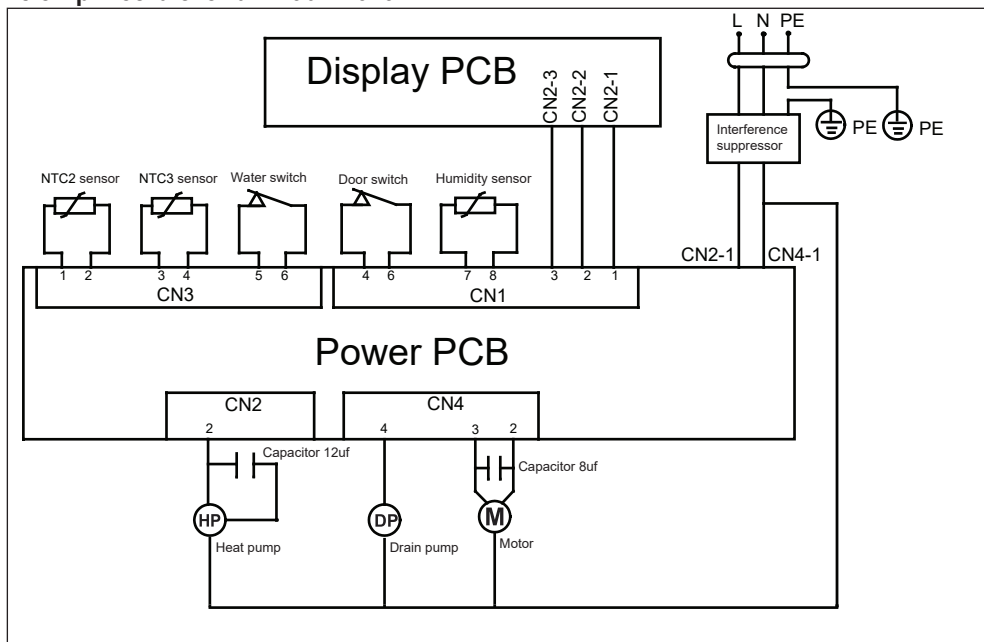 L N PE
Display PCB
CN2-3
CN2-2
CN2-1
Interference
suppressor
PE
PE
NTC2 sensor
NTC3 sensor
Water switch
Door switch
Humidity sensor
CN2-1
CN4-1
1 2 3 4 5 6 4 6 7 8 3 2 1
CN3
CN1
Power PCB
CN2
CN4
2 4 3 2
Capacitor 12uf
Capacitor 8uf
HP
DP
M
Heat pump
Drain pump
Motor